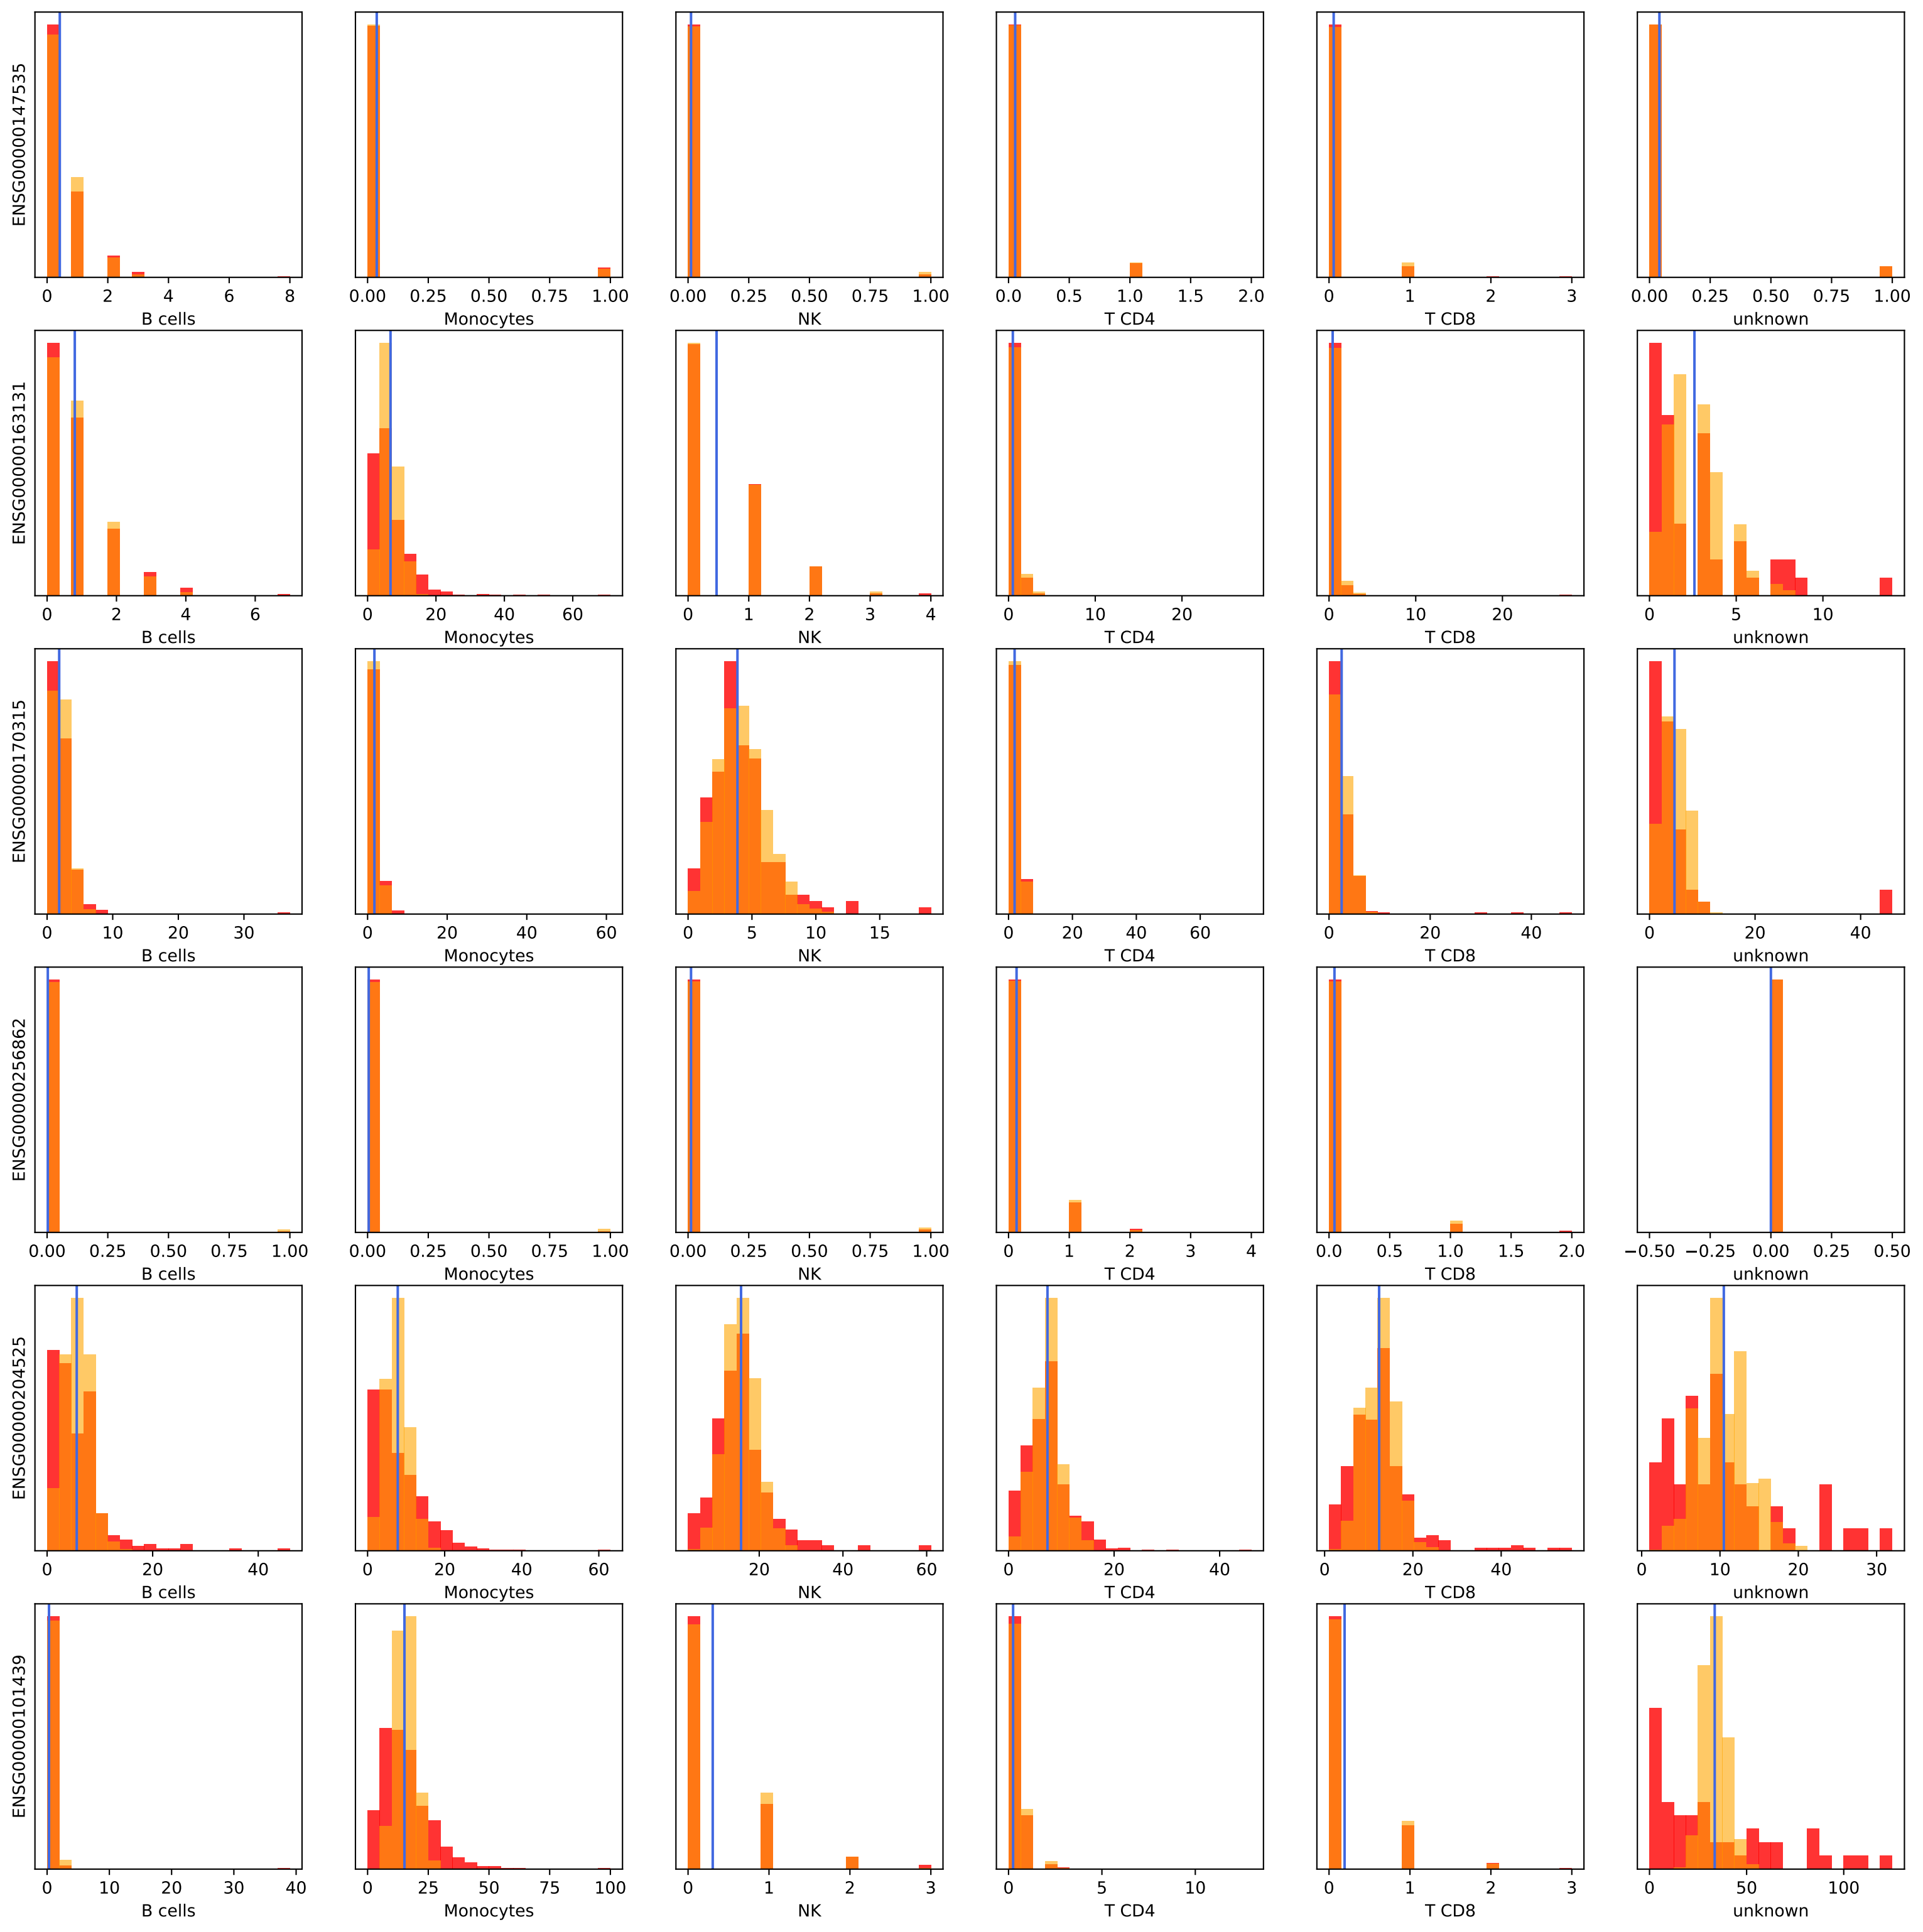 ENSG00000147535
0 2 4 6 8
0.00 0.25 0.50 0.75 1.00
0.00 0.25 0.50 0.75 1.00
0.0 0.5 1.0 1.5 2.0
0 1 2 3
0.00 0.25 0.50 0.75 1.00
B cells Monocytes NK T CD4 T CD8 unknown
ENSG00000163131
0 2 4 6
0 20 40 60
0 1 2 3 4
0 10 20
0 10 20
0 5 10
B cells Monocytes NK T CD4 T CD8 unknown
ENSG00000170315
0 10 20 30
0 20 40 60
0 5 10 15
0 20 40 60
0 20 40
0 20 40
B cells Monocytes NK T CD4 T CD8 unknown
ENSG00000256862
0.00 0.25 0.50 0.75 1.00
0.00 0.25 0.50 0.75 1.00
0.00 0.25 0.50 0.75 1.00
0 1 2 3 4
0.0 0.5 1.0 1.5 2.0
−0.50 −0.25 0.00 0.25 0.50
B cells Monocytes NK T CD4 T CD8 unknown
ENSG00000204525
0 20 40
0 20 40 60
20 40 60
0 20 40
0 20 40
0 10 20 30
B cells Monocytes NK T CD4 T CD8 unknown
ENSG00000101439
0 10 20 30 40
0 25 50 75 100
0 1 2 3
0 5 10
0 1 2 3
0 50 100
B cells Monocytes NK T CD4 T CD8 unknown